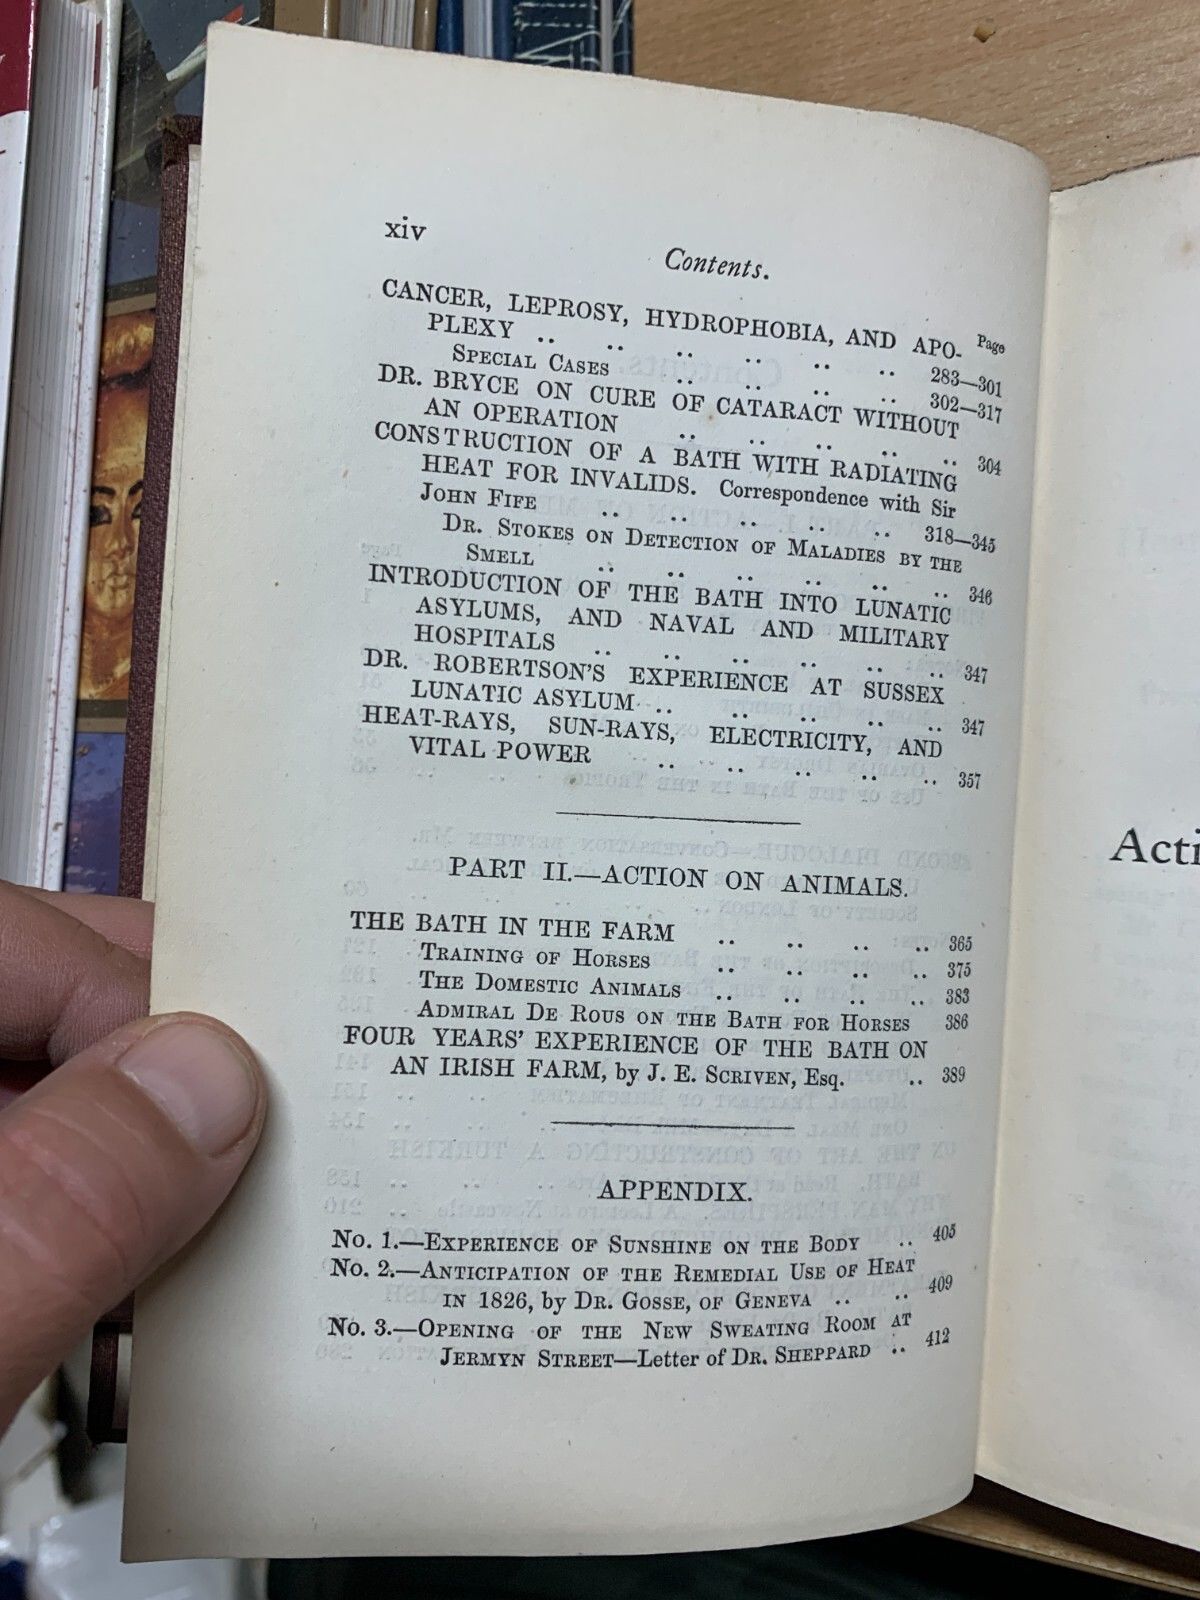 xiv
Contents.
Page
CANCER, LEPROSY, HYDROPHOBIA, AND APO-
PLEXY .. .. .. .. .. .. 283—301
SPECIAL CASES .. .. .. .. 302—317
DR. BRYCE ON CURE OF CATARACT WITHOUT
AN OPERATION .. .. .. .. .. 304
CONSTRUCTION OF A BATH WITH RADIATING
HEAT FOR INVALIDS. Correspondence with Sir
JOHN FIFE .. .. .. .. .. 318—345
DR. STOKES ON DETECTION OF MALADIES BY THE
SMELL .. .. .. .. .. .. 346
INTRODUCTION OF THE BATH INTO LUNATIC
ASYLUMS, AND NAVAL AND MILITARY
HOSPITALS .. .. .. .. .. .. 347
DR. ROBERTSON'S EXPERIENCE AT SUSSEX
LUNATIC ASYLUM .. .. .. .. .. 347
HEAT-RAYS, SUN-RAYS, ELECTRICITY, AND
VITAL POWER .. .. .. .. .. 357
PART II.—ACTION ON ANIMALS.
THE BATH IN THE FARM .. .. .. .. 365
TRAINING OF HORSES .. .. .. .. 375
THE DOMESTIC ANIMALS .. .. .. .. 383
ADMIRAL DE ROUS ON THE BATH FOR HORSES 386
FOUR YEARS' EXPERIENCE OF THE BATH ON
AN IRISH FARM, by J. E. SCRIVEN, Esq. .. 389
APPENDIX.
No. 1.—EXPERIENCE OF SUNSHINE ON THE BODY .. 405
No. 2.—ANTICIPATION OF THE REMEDIAL USE OF HEAT
IN 1826, by DR. GOSSE, OF GENEVA .. .. 409
No. 3.—OPENING OF THE NEW SWEATING ROOM AT
JERMYN STREET—Letter of DR. SHEPPARD .. 412
Acti